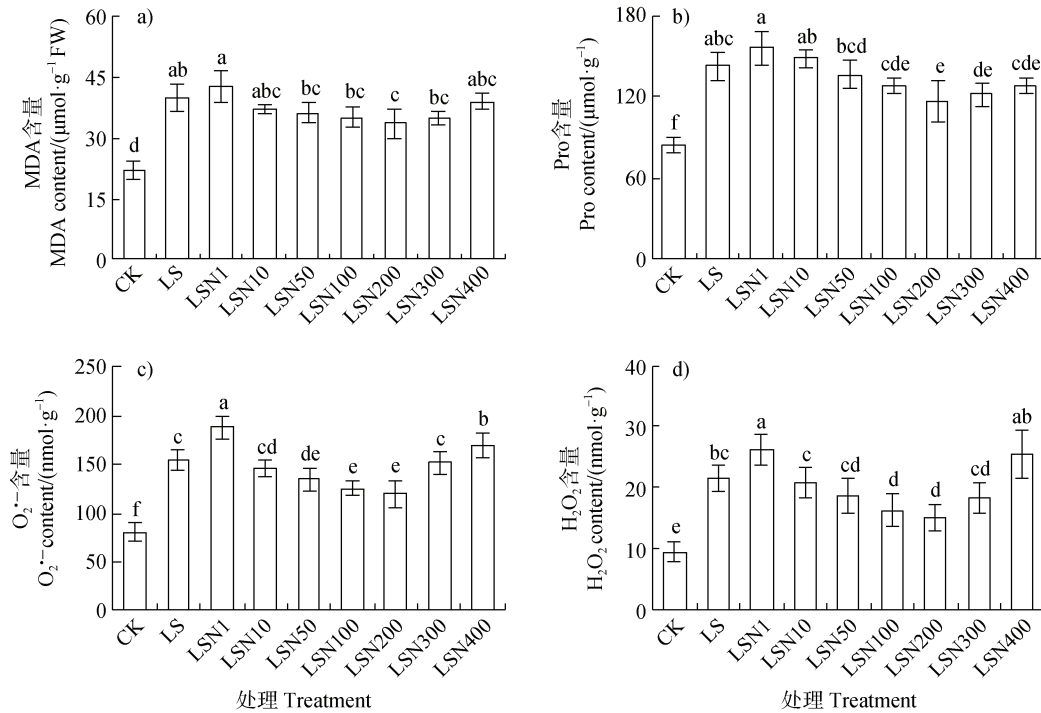 a)
MDA含量
MDA content/(μmol·g⁻¹ FW)
60
45
30
15
0
d
ab
a
abc
bc
bc
c
bc
abc
CK
LS
LSN1
LSN10
LSN50
LSN100
LSN200
LSN300
LSN400
b)
Pro含量
Pro content/(μmol·g⁻¹)
180
120
60
0
f
abc
a
ab
bcd
cde
e
de
cde
CK
LS
LSN1
LSN10
LSN50
LSN100
LSN200
LSN300
LSN400
c)
O₂•−含量
O₂•−content/(nmol·g⁻¹)
250
200
150
100
50
0
f
c
a
cd
de
e
e
c
b
CK
LS
LSN1
LSN10
LSN50
LSN100
LSN200
LSN300
LSN400
处理 Treatment
d)
H₂O₂含量
H₂O₂ content/(nmol·g⁻¹)
40
30
20
10
0
e
bc
a
c
cd
d
d
cd
ab
CK
LS
LSN1
LSN10
LSN50
LSN100
LSN200
LSN300
LSN400
处理 Treatment